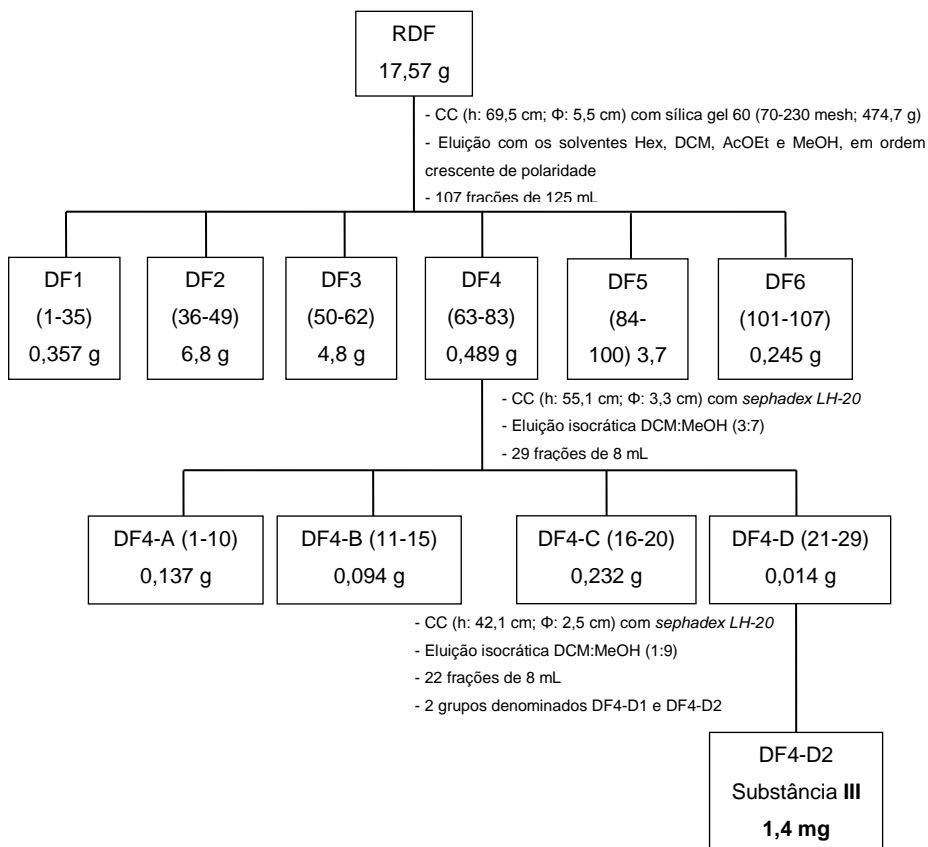 RDF
17,57 g
- CC (h: 69,5 cm; Φ: 5,5 cm) com sílica gel 60 (70-230 mesh; 474,7 g)
- Eluição com os solventes Hex, DCM, AcOEt e MeOH, em ordem
crescente de polaridade
- 107 frações de 125 mL
DF1
(1-35)
0,357 g
DF2
(36-49)
6,8 g
DF3
(50-62)
4,8 g
DF4
(63-83)
0,489 g
DF5
(84-
100) 3,7
DF6
(101-107)
0,245 g
- CC (h: 55,1 cm; Φ: 3,3 cm) com sephadex LH-20
- Eluição isocrática DCM:MeOH (3:7)
- 29 frações de 8 mL
DF4-A (1-10)
0,137 g
DF4-B (11-15)
0,094 g
DF4-C (16-20)
0,232 g
DF4-D (21-29)
0,014 g
- CC (h: 42,1 cm; Φ: 2,5 cm) com sephadex LH-20
- Eluição isocrática DCM:MeOH (1:9)
- 22 frações de 8 mL
- 2 grupos denominados DF4-D1 e DF4-D2
DF4-D2
Substância III
1,4 mg